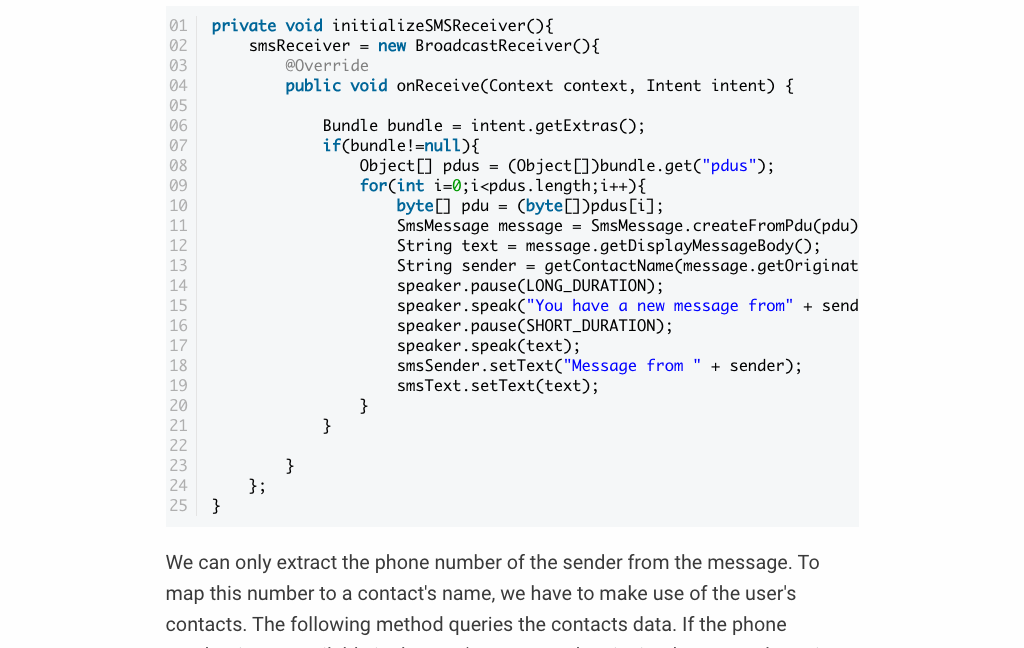 01 private void initializeSMSReceiver(){
02     smsReceiver = new BroadcastReceiver(){
03         @Override
04         public void onReceive(Context context, Intent intent) {
05
06             Bundle bundle = intent.getExtras();
07             if(bundle!=null){
08                 Object[] pdus = (Object[])bundle.get("pdus");
09                 for(int i=0;i<pdus.length;i++){
10                     byte[] pdu = (byte[])pdus[i];
11                     SmsMessage message = SmsMessage.createFromPdu(pdu)
12                     String text = message.getDisplayMessageBody();
13                     String sender = getContactName(message.getOriginat
14                     speaker.pause(LONG_DURATION);
15                     speaker.speak("You have a new message from" + send
16                     speaker.pause(SHORT_DURATION);
17                     speaker.speak(text);
18                     smsSender.setText("Message from " + sender);
19                     smsText.setText(text);
20                 }
21             }
22
23         }
24     };
25 }
We can only extract the phone number of the sender from the message. To
map this number to a contact's name, we have to make use of the user's
contacts. The following method queries the contacts data. If the phone